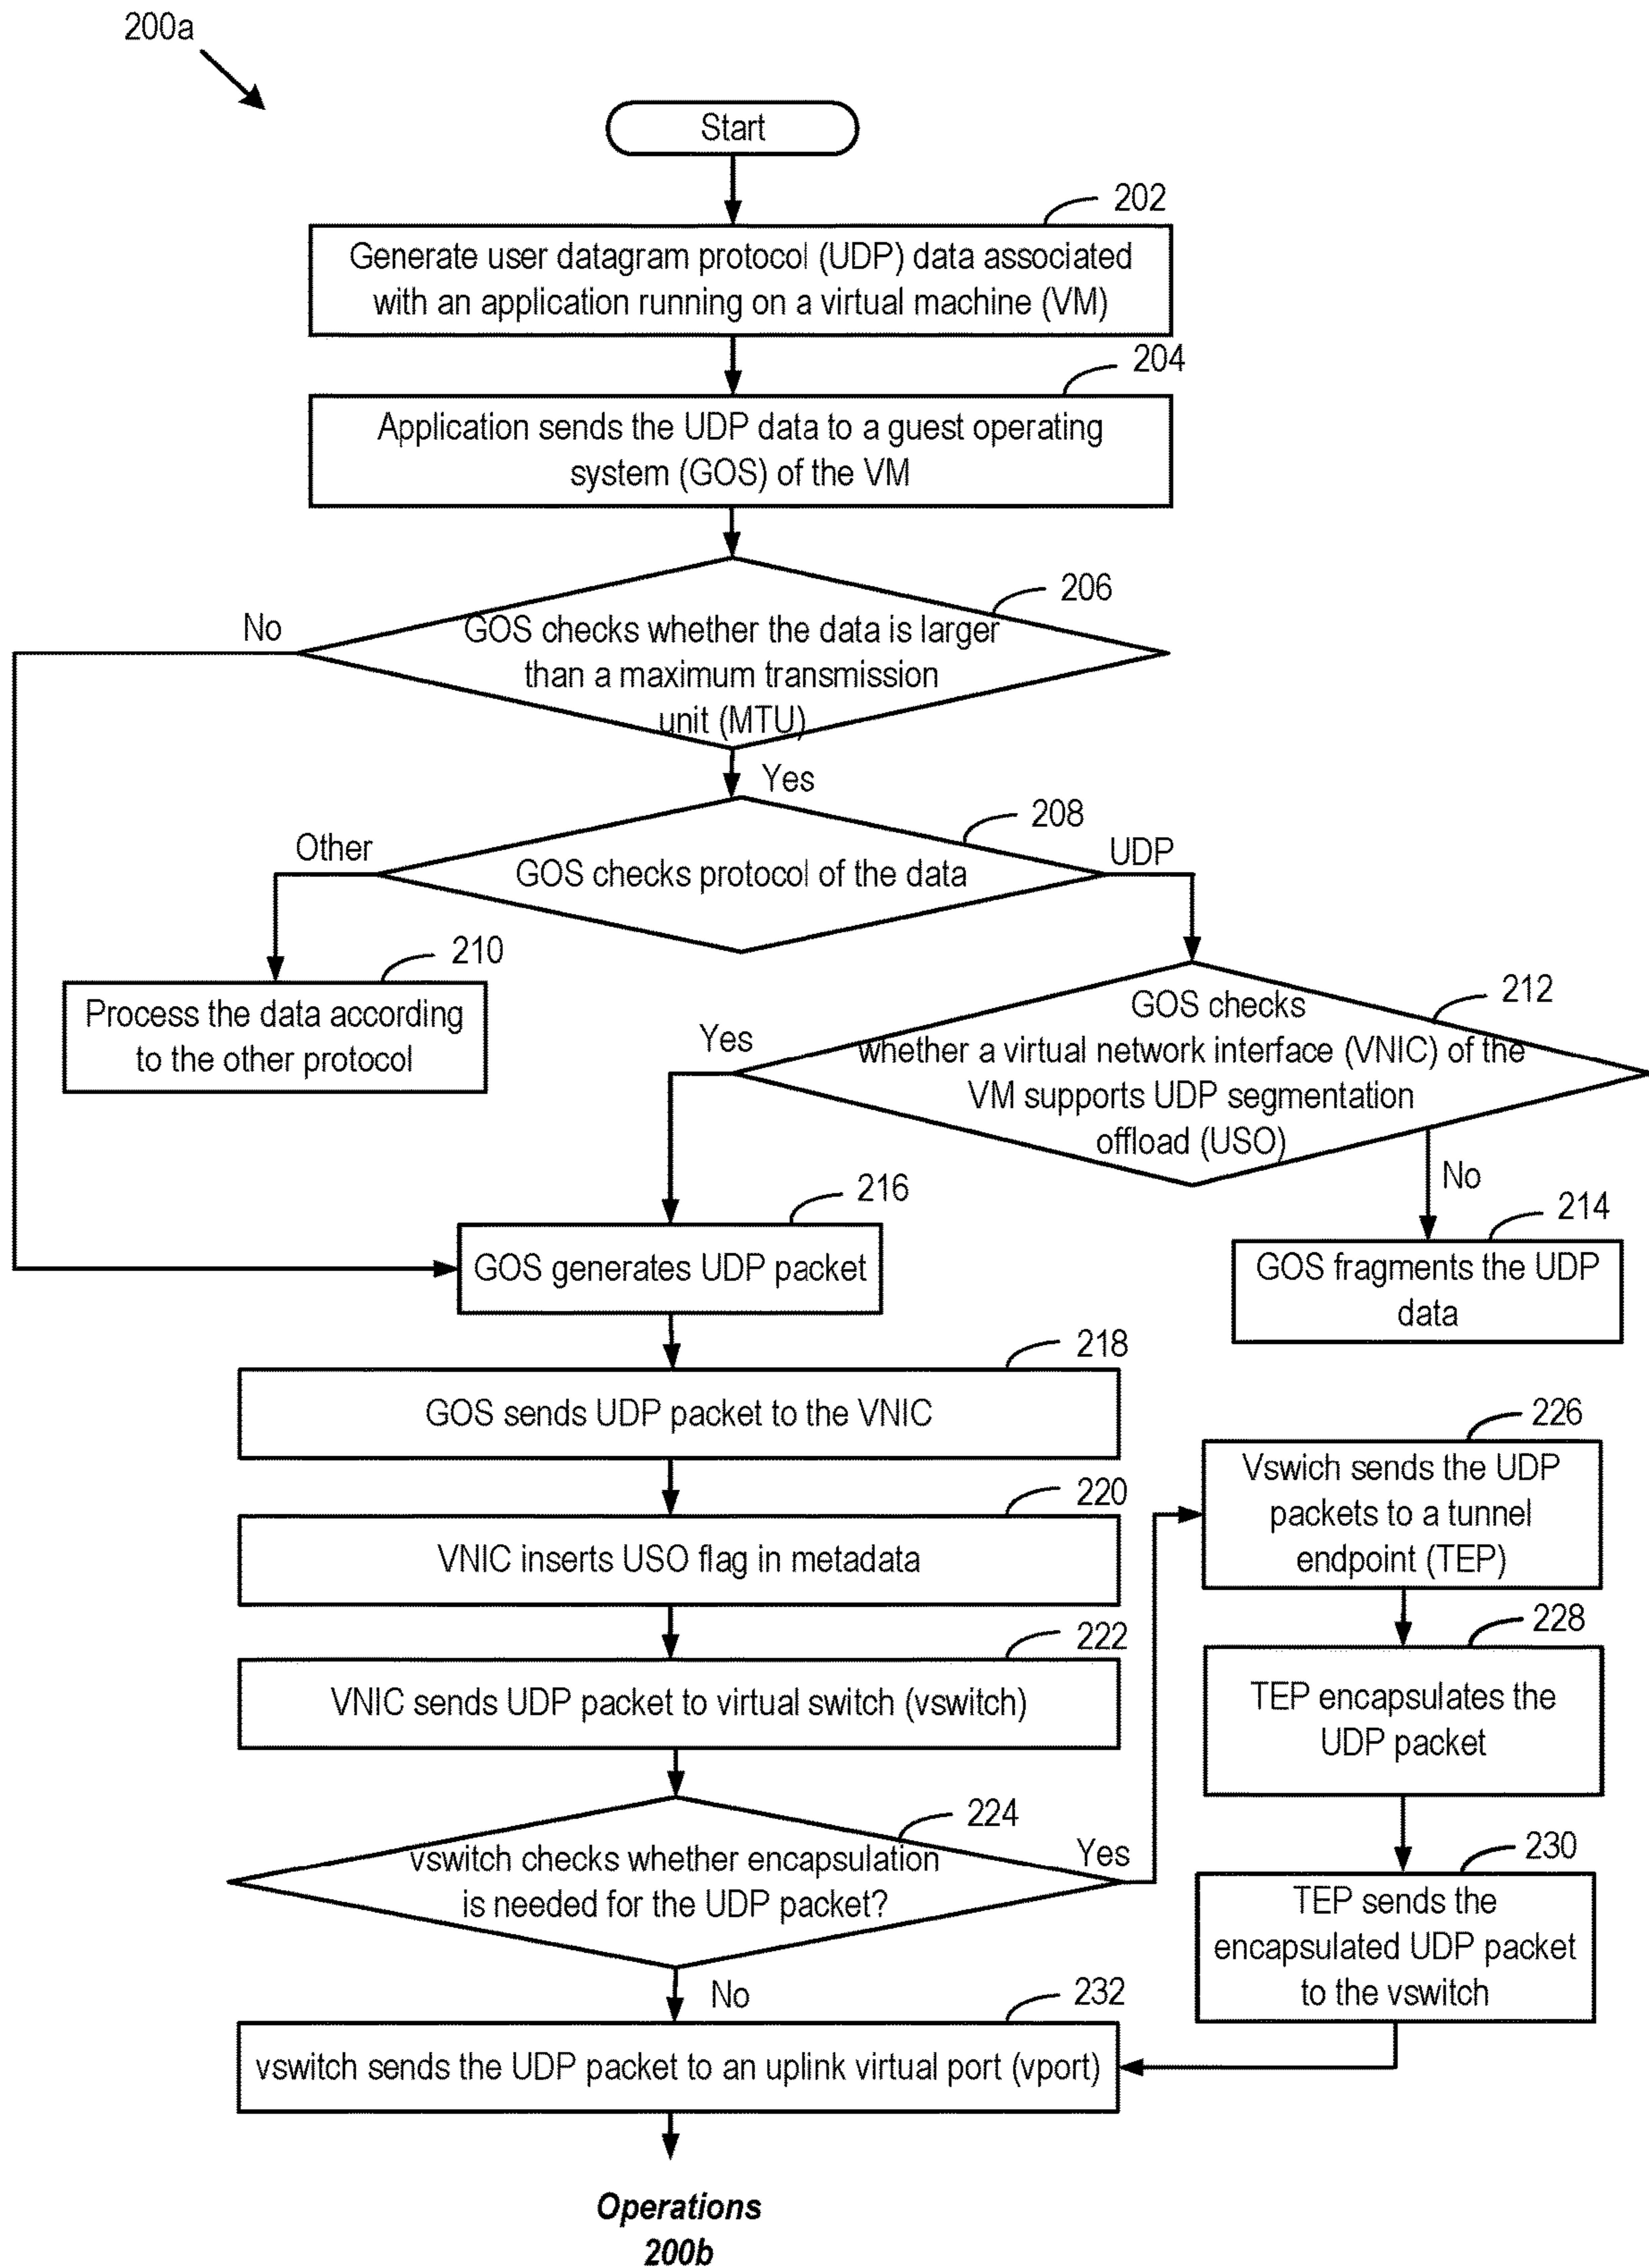 200a
Start
202
Generate user datagram protocol (UDP) data associated
with an application running on a virtual machine (VM)
204
Application sends the UDP data to a guest operating
system (GOS) of the VM
206
No
GOS checks whether the data is larger
than a maximum transmission
unit (MTU)
Yes
208
Other
UDP
GOS checks protocol of the data
210
Process the data according
to the other protocol
212
GOS checks
whether a virtual network interface (VNIC) of the
VM supports UDP segmentation
offload (USO)
Yes
No
214
GOS fragments the UDP
data
216
GOS generates UDP packet
218
GOS sends UDP packet to the VNIC
220
VNIC inserts USO flag in metadata
222
VNIC sends UDP packet to virtual switch (vswitch)
224
vswitch checks whether encapsulation
is needed for the UDP packet?
Yes
No
226
Vswich sends the UDP
packets to a tunnel
endpoint (TEP)
228
TEP encapsulates the
UDP packet
230
TEP sends the
encapsulated UDP packet
to the vswitch
232
vswitch sends the UDP packet to an uplink virtual port (vport)
Operations
200b